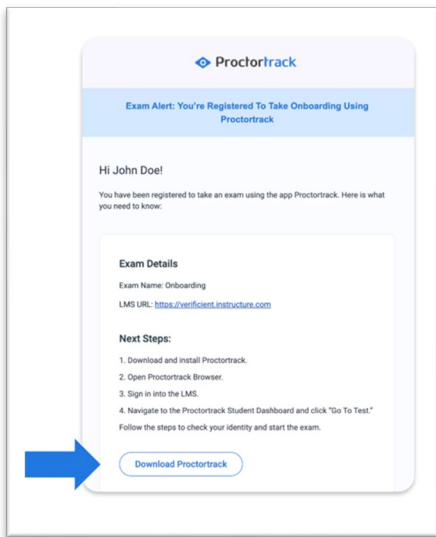 Proctortrack
Exam Alert: You're Registered To Take Onboarding Using
Proctortrack
Hi John Doe!
You have been registered to take an exam using the app Proctortrack. Here is what
you need to know:
Exam Details
Exam Name: Onboarding
LMS URL: https://verificient.instructure.com
Next Steps:
1. Download and install Proctortrack.
2. Open Proctortrack Browser.
3. Sign in into the LMS.
4. Navigate to the Proctortrack Student Dashboard and click "Go To Test."
Follow the steps to check your identity and start the exam.
Download Proctortrack